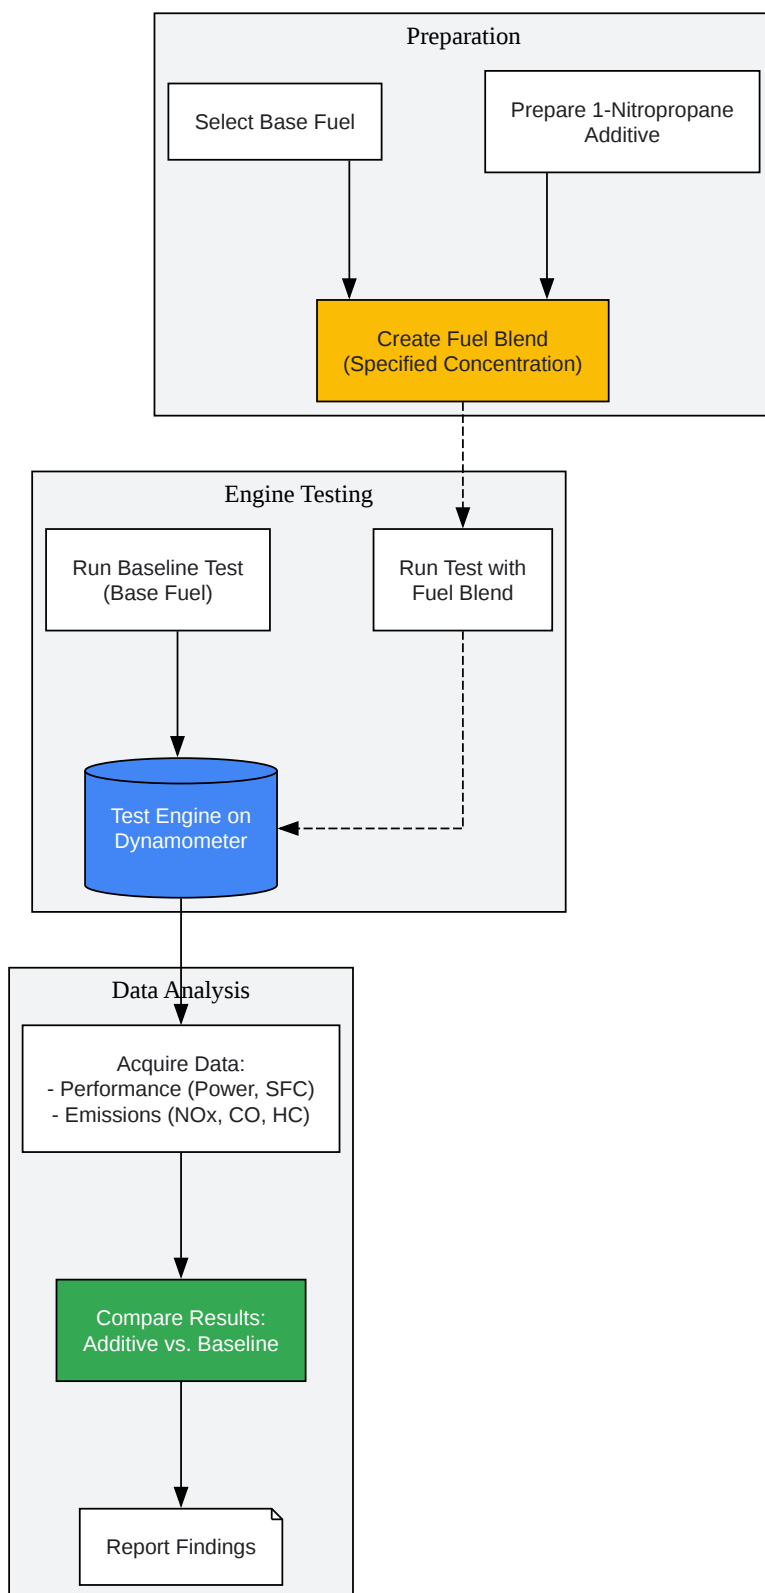 Preparation
Select Base Fuel
Prepare 1-Nitropropane
Additive
Create Fuel Blend
(Specified Concentration)
Engine Testing
Run Baseline Test
(Base Fuel)
Run Test with
Fuel Blend
Test Engine on
Dynamometer
Data Analysis
Acquire Data:
- Performance (Power, SFC)
- Emissions (NOx, CO, HC)
Compare Results:
Additive vs. Baseline
Report Findings